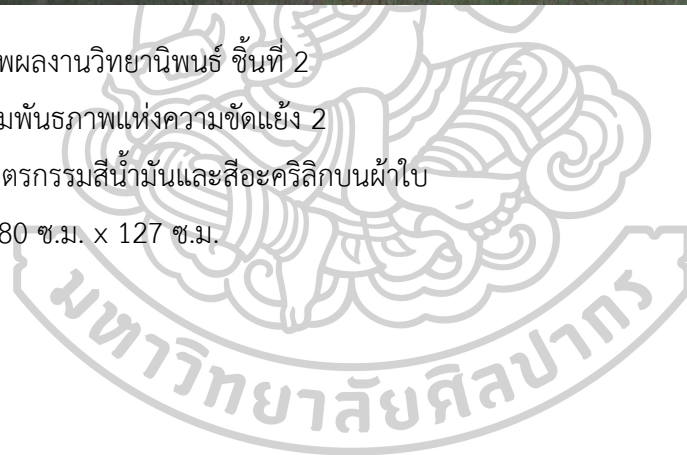 พผลงานวิทยานิพนธ์ ชิ้นที่ 2
มพันธภาพแห่งความขัดแย้ง 2
ตรกรรมสีน้ำมันและสีอะคริลิกบนผ้าใบ
80 ซ.ม. x 127 ซ.ม.
มหาวิทยาลัยศิลปากร